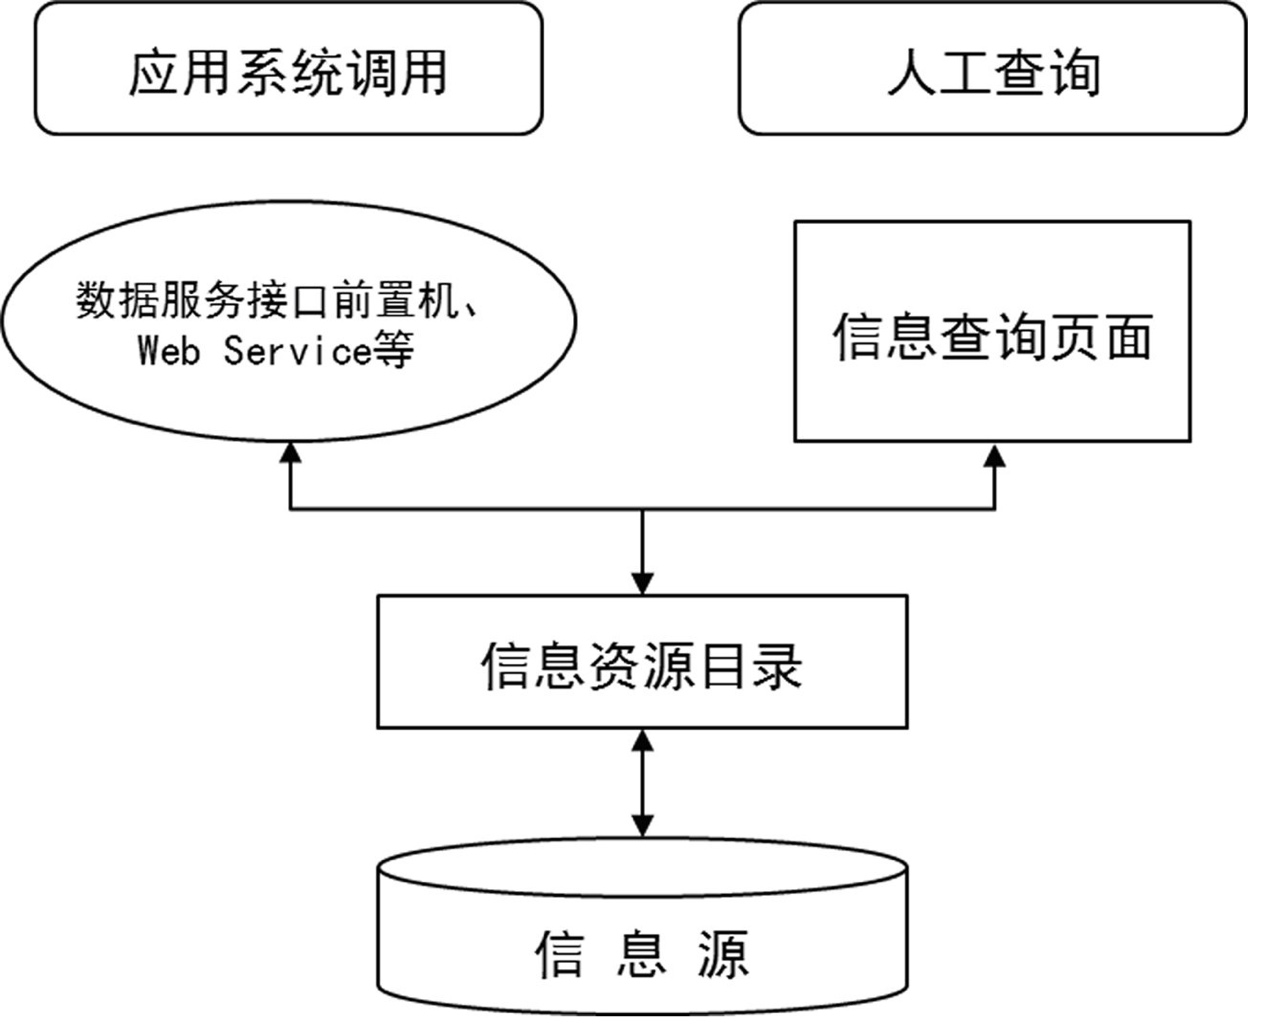 应用系统调用
人工查询
数据服务接口前置机、
Web Service等
信息查询页面
信息资源目录
信 息 源